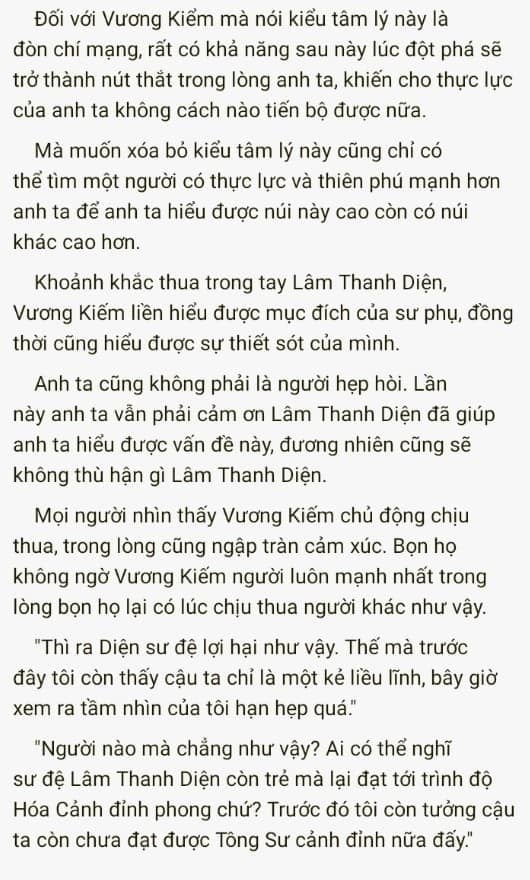 Đối với Vương Kiểm mà nói kiểu tâm lý này là
đòn chí mạng, rất có khả năng sau này lúc đột phá sẽ
trở thành nút thắt trong lòng anh ta, khiến cho thực lực
của anh ta không cách nào tiến bộ được nữa.
Mà muốn xóa bỏ kiểu tâm lý này cũng chỉ có
thể tìm một người có thực lực và thiên phú mạnh hơn
anh ta để anh ta hiểu được núi này cao còn có núi
khác cao hơn.
Khoảnh khắc thua trong tay Lâm Thanh Diện,
Vương Kiếm liền hiểu được mục đích của sư phụ, đồng
thời cũng hiểu được sự thiết sót của mình.
Anh ta cũng không phải là người hẹp hòi. Lần
này anh ta vẫn phải cảm ơn Lâm Thanh Diện đã giúp
anh ta hiểu được vấn đề này, đương nhiên cũng sẽ
không thù hận gì Lâm Thanh Diện.
Mọi người nhìn thấy Vương Kiếm chủ động chịu
thua, trong lòng cũng ngập tràn cảm xúc. Bọn họ
không ngờ Vương Kiếm người luôn mạnh nhất trong
lòng bọn họ lại có lúc chịu thua người khác như vậy.
"Thì ra Diện sư đệ lợi hại như vậy. Thế mà trước
đây tôi còn thấy cậu ta chỉ là một kẻ liều lĩnh, bây giờ
xem ra tầm nhìn của tôi hạn hẹp quá."
"Người nào mà chẳng như vậy? Ai có thể nghĩ
sư đệ Lâm Thanh Diện còn trẻ mà lại đạt tới trình độ
Hóa Cảnh đỉnh phong chứ? Trước đó tôi còn tưởng cậu
ta còn chưa đạt được Tông Sư cảnh đỉnh nữa đấy."